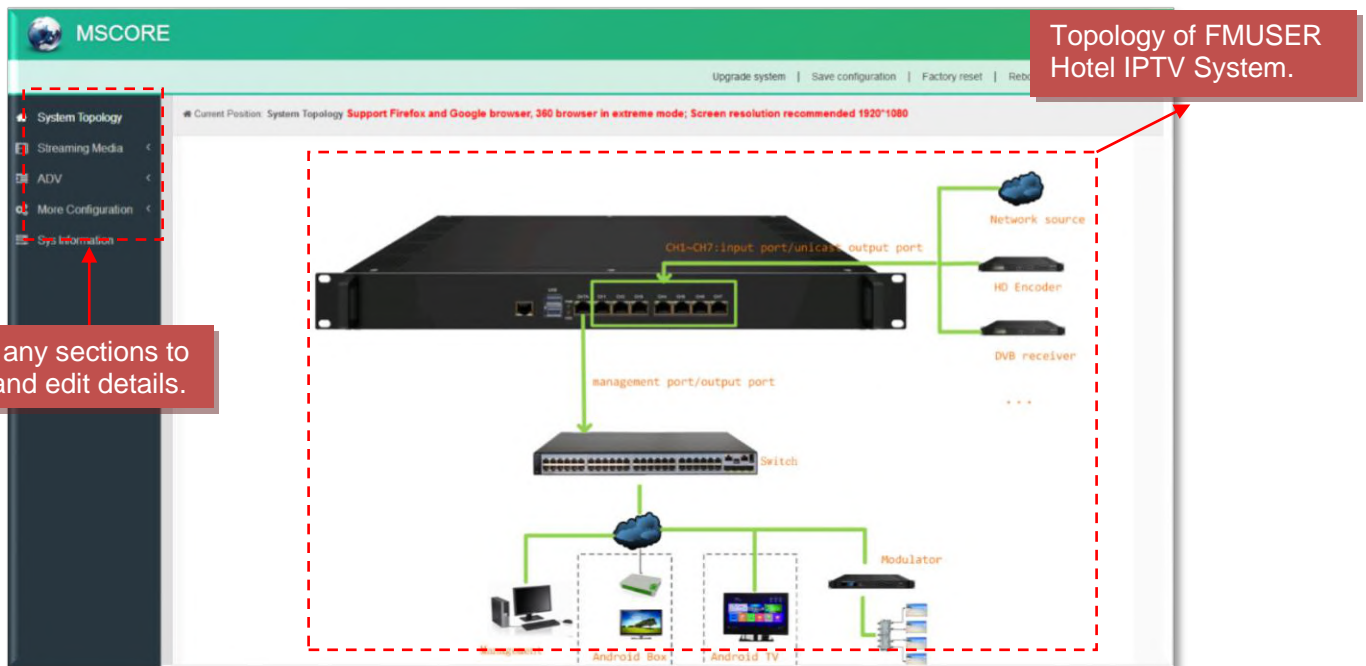 MSCORE
Topology of FMUSER
Hotel IPTV System.
Upgrade system | Save configuration | Factory reset |
System Topology
Current Position: System Topology Support Firefox and Google browser, 360 browser in extreme mode; Screen resolution recommended 1920*1080
Streaming Media
ADV
More Configuration
Sys Information
Network source
CH1~CH7:input port/unicast output port
HD Encoder
DVB receiver
any sections to
and edit details.
management port/output port
...
Switch
Modulator
Management
Android Box
Android TV